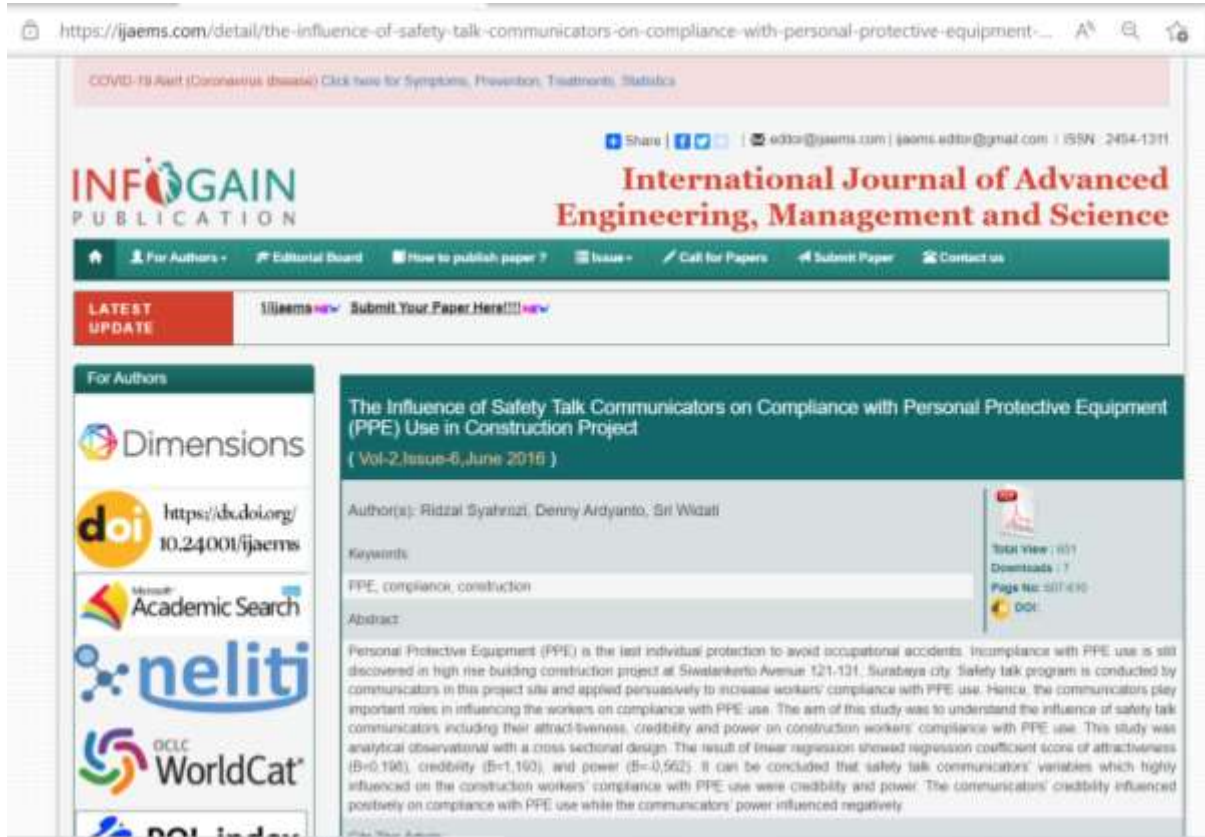 https://ijaems.com/detail/the-influence-of-safety-talk-communicators-on-compliance-with-personal-protective-equipment-...
COVID-19 Alert (Coronavirus disease) Click here for Symptoms, Prevention, Treatments, Statistics
Share | | editor@ijaems.com | ijaems.editor@gmail.com | ISSN : 2454-1311
INFOGAIN
PUBLICATION
International Journal of Advanced
Engineering, Management and Science
For Authors
Editorial Board
How to publish paper ?
Issue
Call for Papers
Submit Paper
Contact us
LATEST
UPDATE
Submit Your Paper Here!!!!
For Authors
Dimensions
doi
https://dx.doi.org/
10.24001/ijaems
Microsoft
Academic Search
neliti
OCLC
WorldCat
The Influence of Safety Talk Communicators on Compliance with Personal Protective Equipment
(PPE) Use in Construction Project
( Vol-2,Issue-6,June 2016 )
Author(s): Ridzal Syahrozi, Denny Ardyanto, Sri Widati
Keywords
PPE, compliance, construction
Abstract
PDF
Total View : 651
Downloads : 7
Page No: 607-610
DOI:
Personal Protective Equipment (PPE) is the last individual protection to avoid occupational accidents. Incompliance with PPE use is still
discovered in high rise building construction project at Siwalankerto Avenue 121-131, Surabaya city. Safety talk program is conducted by
communicators in this project site and applied persuasively to increase workers' compliance with PPE use. Hence, the communicators play
important roles in influencing the workers on compliance with PPE use. The aim of this study was to understand the influence of safety talk
communicators including their attract-tiveness, credibility and power on construction workers' compliance with PPE use. This study was
analytical observational with a cross sectional design. The result of linear regression showed regression coefficient score of attractiveness
(B=0,198), credibility (B=1,193), and power (B=-0,562). It can be concluded that safety talk communicators' variables which highly
influenced on the construction workers' compliance with PPE use were credibility and power. The communicators' credibility influenced
positively on compliance with PPE use while the communicators' power influenced negatively.